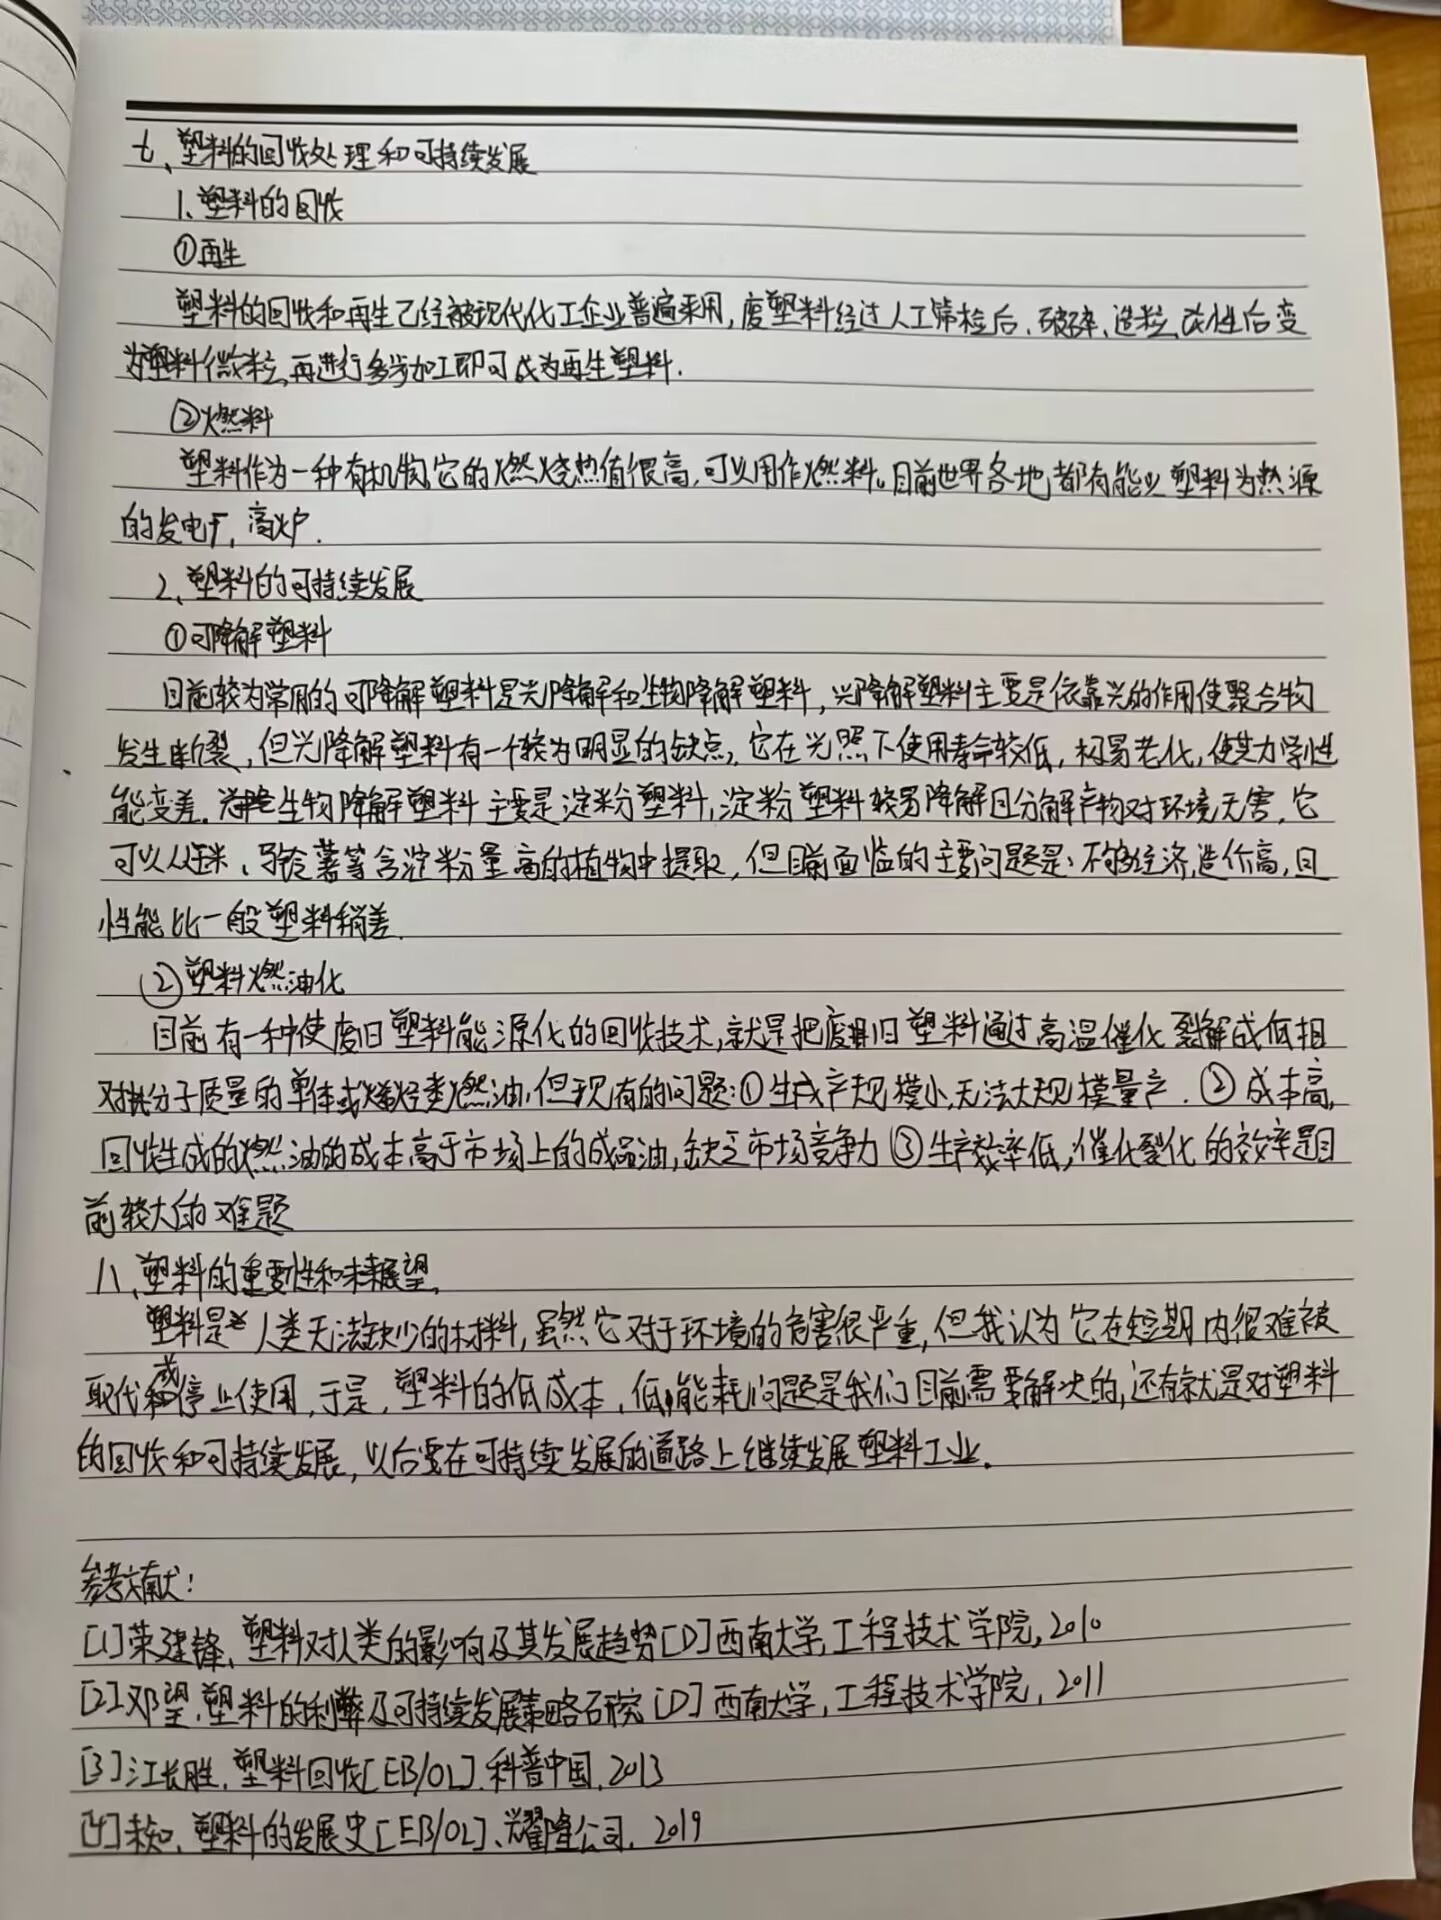 七、塑料的回收处理和可持续发展
1、塑料的回收
①再生
塑料的回收和再生已经被现代化工企业普遍采用,废塑料经过人工筛检后、破碎、造粒、改性后变
为塑料微粒,再进行多步加工即可成为再生塑料.
②燃料
塑料作为一种有机物,它的燃烧热值很高,可以用作燃料。目前世界各地都有能以塑料为热源
的发电厂,高炉.
2、塑料的可持续发展
①可降解塑料
目前较为常用的可降解塑料是光降解和生物降解塑料,光降解塑料主要是依靠光的作用使聚合物
发生断裂,但光降解塑料有一个较为明显的缺点,它在光照下使用寿命较低,极易老化,使其力学性
能变差.生物降解塑料主要是淀粉塑料,淀粉塑料较易降解且分解产物对环境无害,它
可以从玉米、马铃薯等含淀粉量高的植物中提取,但目前面临的主要问题是:不够经济,造价高,且
性能比一般塑料稍差.
②塑料燃油化
目前有一种使废旧塑料能源化的回收技术,就是把废旧塑料通过高温催化裂解成低相
对分子质量的单体或烃类燃油,但现有的问题:①生产规模小,无法大规模量产.②成本高,
回收生成的燃油的成本高于市场上的成品油,缺乏市场竞争力③生产效率低,催化裂化的效率是目
前较大的难题
八、塑料的重要性和未来展望.
塑料是人类无法缺少的材料,虽然它对于环境的危害很严重,但我认为它在短期内很难被
取代或停止使用,于是,塑料的低成本,低能耗问题是我们目前需要解决的,还有就是对塑料
的回收和可持续发展,以后要在可持续发展的道路上继续发展塑料工业.
参考文献:
[1]荣建锋、塑料对人类的影响及其发展趋势[D]西南大学,工程技术学院,2010
[2]邓望.塑料的利弊及可持续发展策略研究[D]西南大学,工程技术学院,2011
[3]江长胜.塑料回收[EB/OL].科普中国.2013
[4]未知.塑料的发展史[EB/OL].耀隆公司.2019